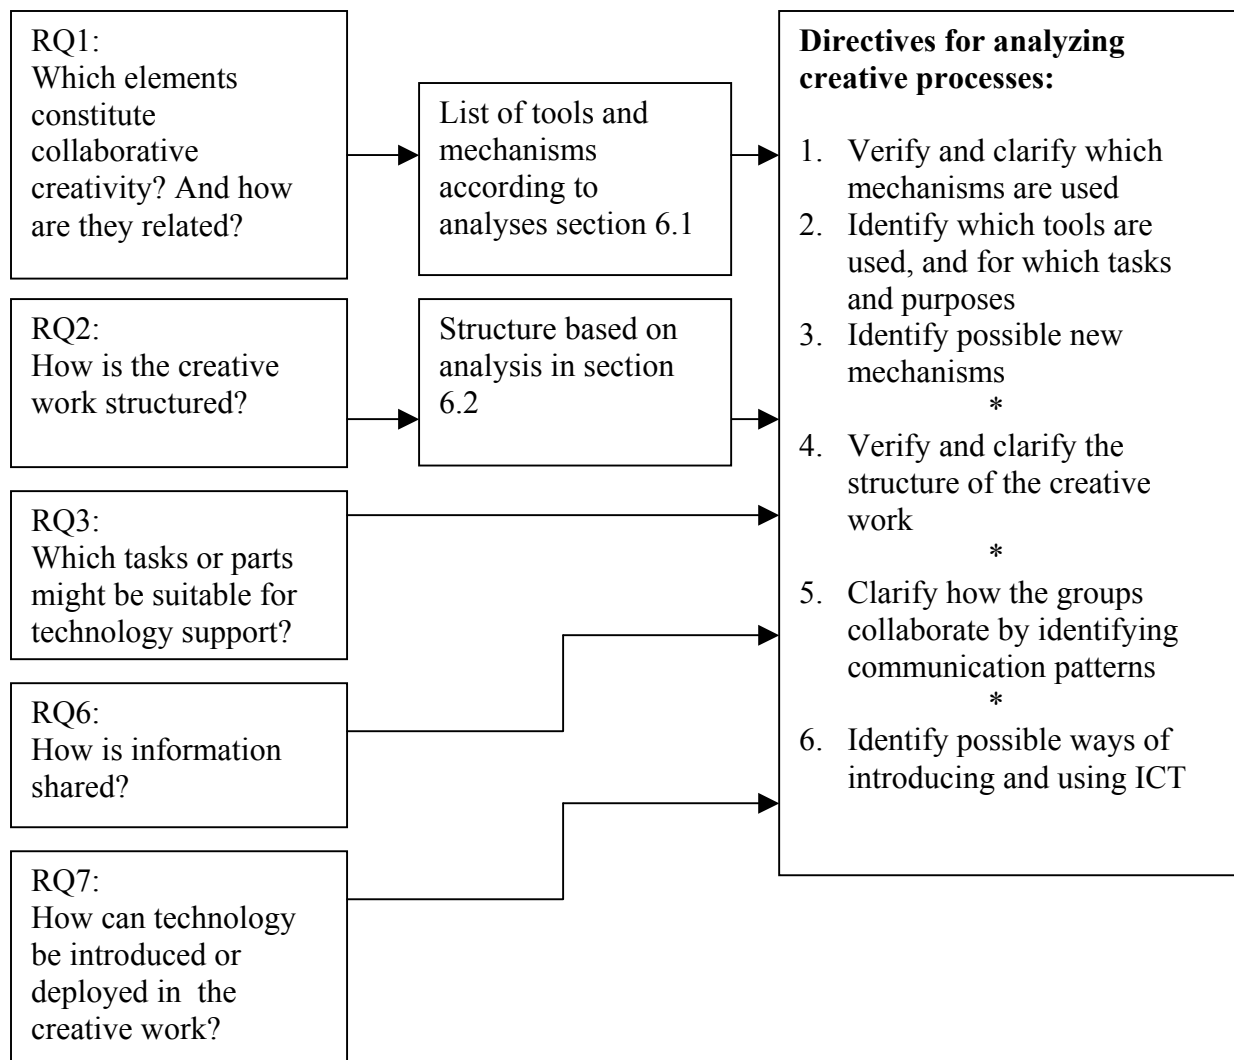 RQ1:
Which elements
constitute
collaborative
creativity? And how
are they related?
List of tools and
mechanisms
according to
analyses section 6.1
RQ2:
How is the creative
work structured?
Structure based on
analysis in section
6.2
RQ3:
Which tasks or parts
might be suitable for
technology support?
RQ6:
How is information
shared?
RQ7:
How can technology
be introduced or
deployed in  the
creative work?
Directives for analyzing
creative processes:
1. Verify and clarify which
mechanisms are used
2. Identify which tools are
used, and for which tasks
and purposes
3. Identify possible new
mechanisms
*
4. Verify and clarify the
structure of the creative
work
*
5. Clarify how the groups
collaborate by identifying
communication patterns
*
6. Identify possible ways of
introducing and using ICT